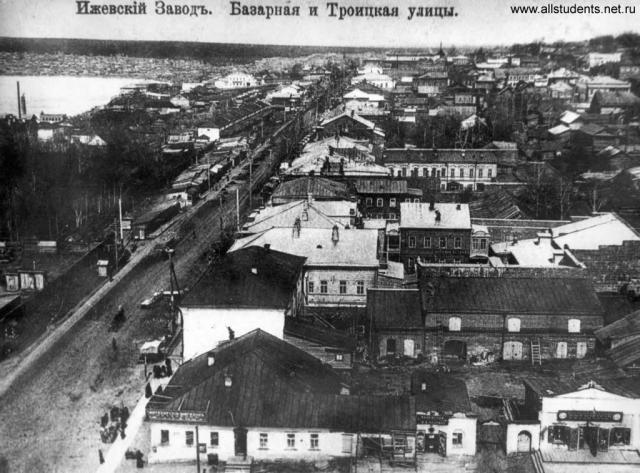 www.allstudents.net.ru
Ижевскій Заводъ. Базарная и Троицкая улицы.